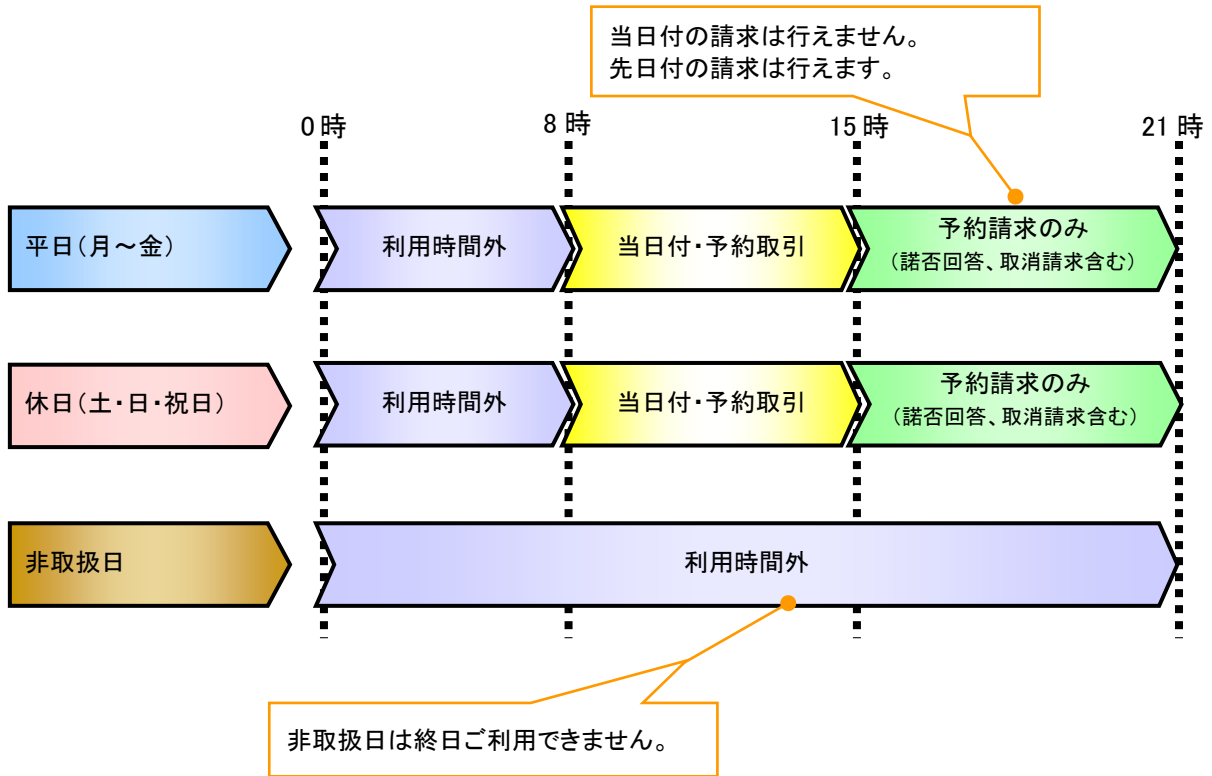 当日付の請求は行えません。
先日付の請求は行えます。
0時
8時
15時
21時
平日(月～金)
利用時間外
当日付・予約取引
予約請求のみ
(諾否回答、取消請求含む)
休日(土・日・祝日)
利用時間外
当日付・予約取引
予約請求のみ
(諾否回答、取消請求含む)
非取扱日
利用時間外
非取扱日は終日ご利用できません。